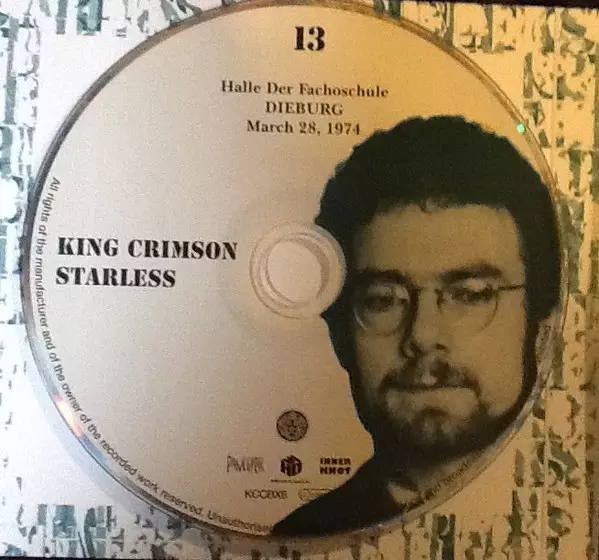 13
Halle Der Fachoschule
DIEBURG
March 28, 1974
KING CRIMSON
STARLESS
INNER
KNOT
All rights of the manufacturer and of the owner of the recorded work reserved. Unauthorised